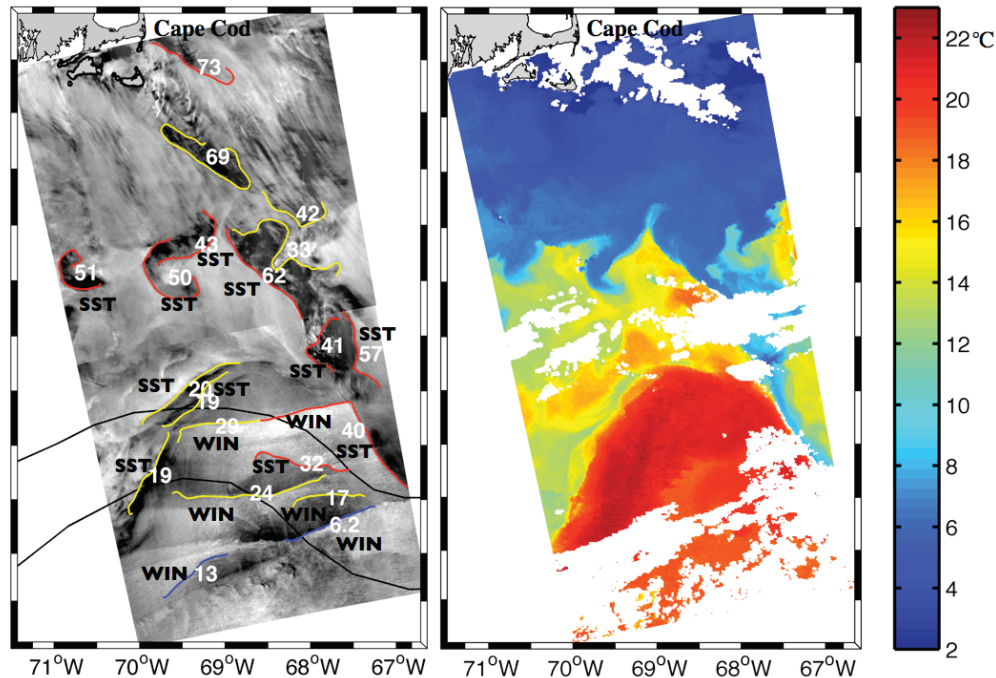 Cape Cod
73
69
42
43
33
SST
51
50
62
SST
SST
SST
SST
41
57
SST
SST
20
SST
19
WIN
29
WIN
40
SST
SST
32
SST
19
24
17
WIN
WIN
6.2
WIN
WIN
13
71°W
70°W
69°W
68°W
67°W
Cape Cod
71°W
70°W
69°W
68°W
67°W
22°C
20
18
16
14
12
10
8
6
4
2